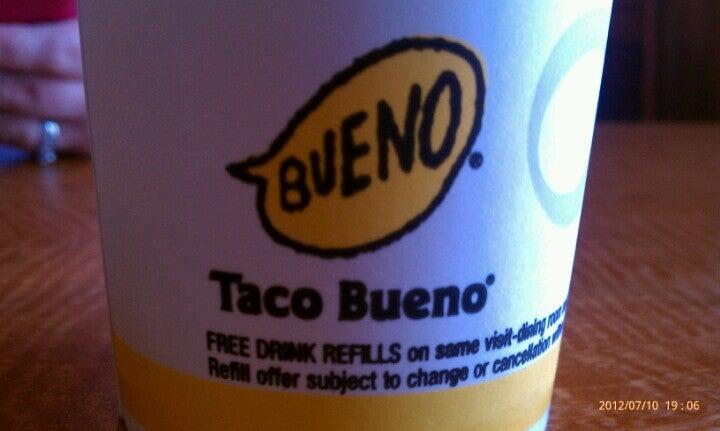 BUENO®
Taco Bueno®
FREE DRINK REFILLS on same visit-dining room
Refill offer subject to change or cancellation
2012/07/10 19:06